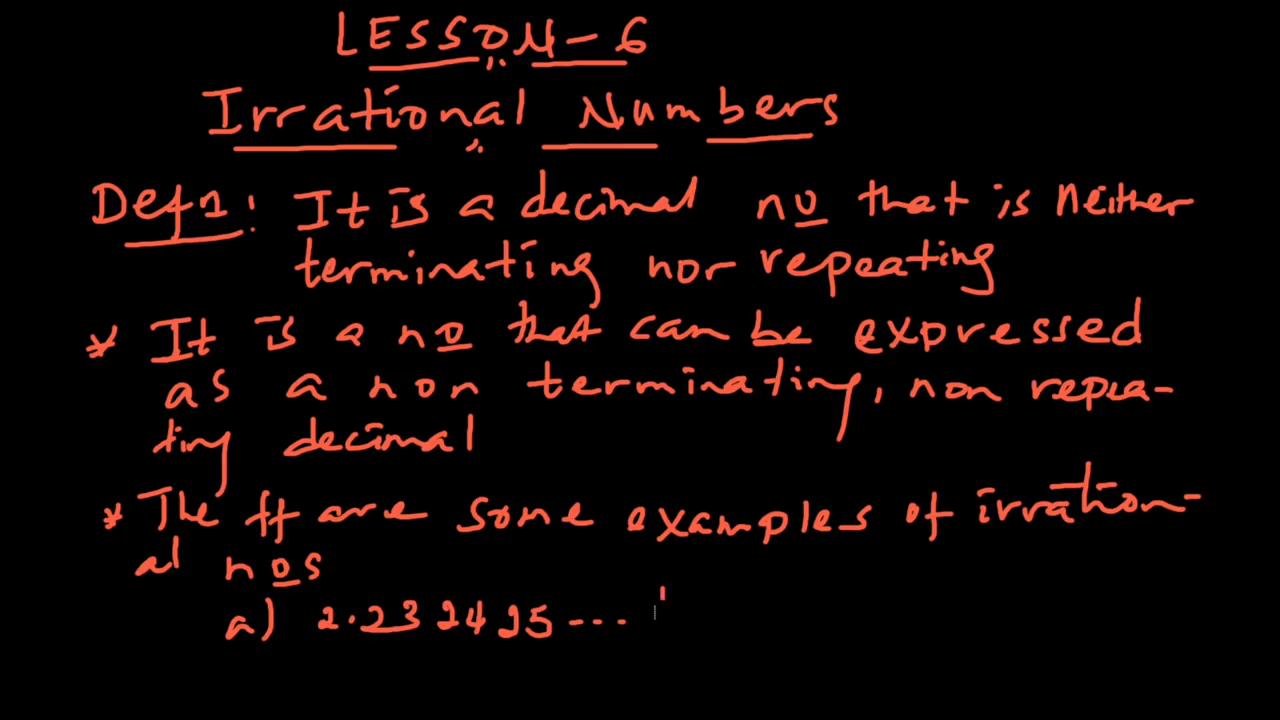 LESSON-6
Irrational Numbers
Defn: It is a decimal no that is neither
terminating nor repeating
* It is a no that can be expressed
as a non terminating, non repea-
ting decimal
* The ff are some examples of irration-
al nos
a) 2.232425...